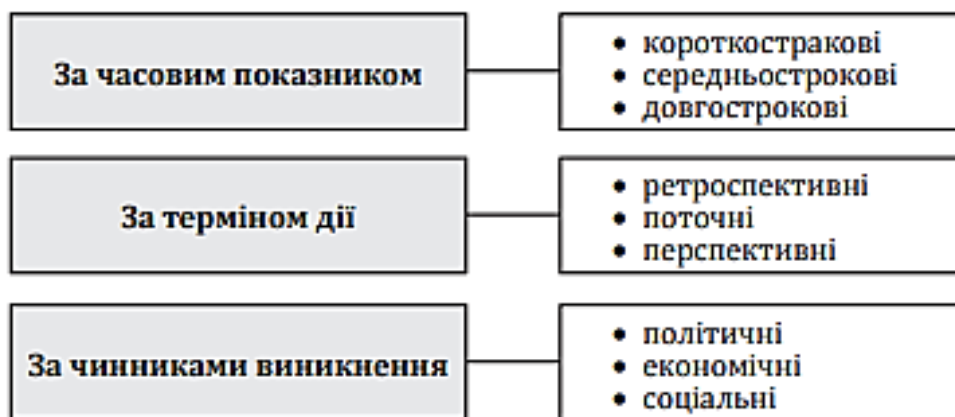 За часовим показником
• короткостракові
• середньострокові
• довгострокові
За терміном дії
• ретроспективні
• поточні
• перспективні
За чинниками виникнення
• політичні
• економічні
• соціальні